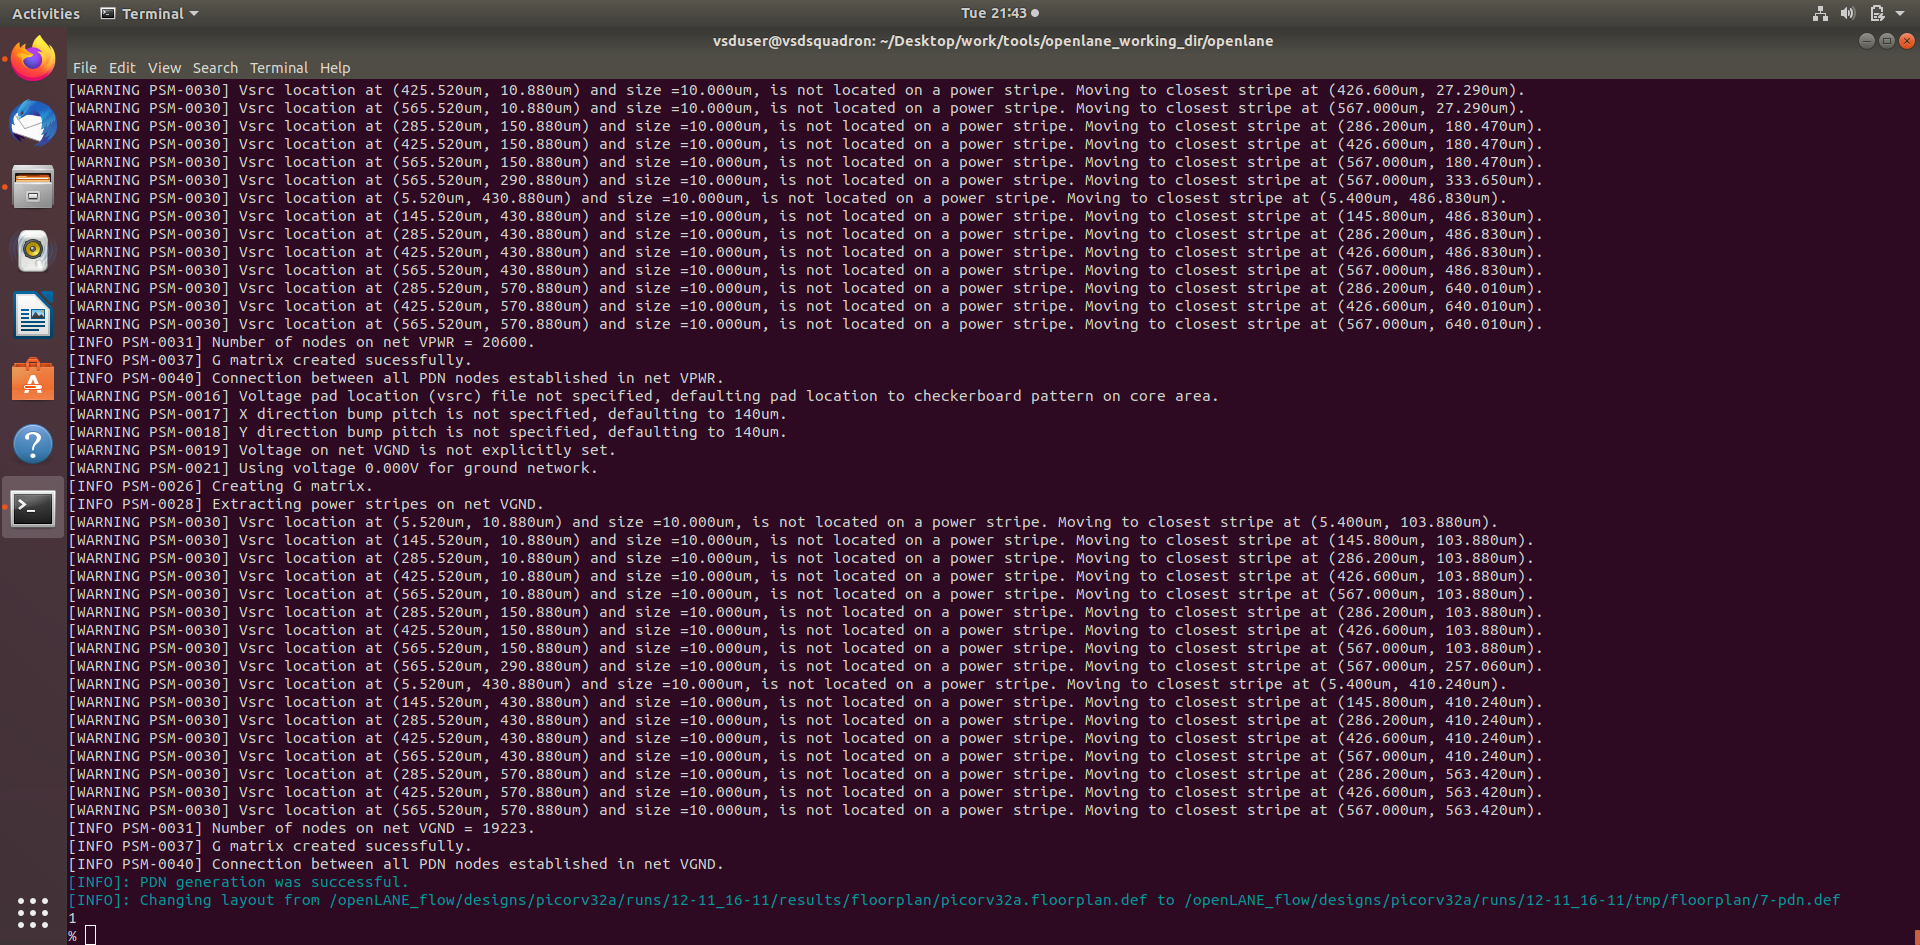 Activities Terminal Tue 21:43
vsduser@vsdsquadron: ~/Desktop/work/tools/openlane_working_dir/openlane
File Edit View Search Terminal Help
[WARNING PSM-0030] Vsrc location at (425.520um, 10.880um) and size =10.000um, is not located on a power stripe. Moving to closest stripe at (426.600um, 27.290um).
[WARNING PSM-0030] Vsrc location at (565.520um, 10.880um) and size =10.000um, is not located on a power stripe. Moving to closest stripe at (567.000um, 27.290um).
[WARNING PSM-0030] Vsrc location at (285.520um, 150.880um) and size =10.000um, is not located on a power stripe. Moving to closest stripe at (286.200um, 180.470um).
[WARNING PSM-0030] Vsrc location at (425.520um, 150.880um) and size =10.000um, is not located on a power stripe. Moving to closest stripe at (426.600um, 180.470um).
[WARNING PSM-0030] Vsrc location at (565.520um, 150.880um) and size =10.000um, is not located on a power stripe. Moving to closest stripe at (567.000um, 180.470um).
[WARNING PSM-0030] Vsrc location at (565.520um, 290.880um) and size =10.000um, is not located on a power stripe. Moving to closest stripe at (567.000um, 333.650um).
[WARNING PSM-0030] Vsrc location at (5.520um, 430.880um) and size =10.000um, is not located on a power stripe. Moving to closest stripe at (5.400um, 486.830um).
[WARNING PSM-0030] Vsrc location at (145.520um, 430.880um) and size =10.000um, is not located on a power stripe. Moving to closest stripe at (145.800um, 486.830um).
[WARNING PSM-0030] Vsrc location at (285.520um, 430.880um) and size =10.000um, is not located on a power stripe. Moving to closest stripe at (286.200um, 486.830um).
[WARNING PSM-0030] Vsrc location at (425.520um, 430.880um) and size =10.000um, is not located on a power stripe. Moving to closest stripe at (426.600um, 486.830um).
[WARNING PSM-0030] Vsrc location at (565.520um, 430.880um) and size =10.000um, is not located on a power stripe. Moving to closest stripe at (567.000um, 486.830um).
[WARNING PSM-0030] Vsrc location at (285.520um, 570.880um) and size =10.000um, is not located on a power stripe. Moving to closest stripe at (286.200um, 640.010um).
[WARNING PSM-0030] Vsrc location at (425.520um, 570.880um) and size =10.000um, is not located on a power stripe. Moving to closest stripe at (426.600um, 640.010um).
[WARNING PSM-0030] Vsrc location at (565.520um, 570.880um) and size =10.000um, is not located on a power stripe. Moving to closest stripe at (567.000um, 640.010um).
[INFO PSM-0031] Number of nodes on net VPWR = 20600.
[INFO PSM-0037] G matrix created sucessfully.
[INFO PSM-0040] Connection between all PDN nodes established in net VPWR.
[WARNING PSM-0016] Voltage pad location (vsrc) file not specified, defaulting pad location to checkerboard pattern on core area.
[WARNING PSM-0017] X direction bump pitch is not specified, defaulting to 140um.
[WARNING PSM-0018] Y direction bump pitch is not specified, defaulting to 140um.
[WARNING PSM-0019] Voltage on net VGND is not explicitly set.
[WARNING PSM-0021] Using voltage 0.000V for ground network.
[INFO PSM-0026] Creating G matrix.
[INFO PSM-0028] Extracting power stripes on net VGND.
[WARNING PSM-0030] Vsrc location at (5.520um, 10.880um) and size =10.000um, is not located on a power stripe. Moving to closest stripe at (5.400um, 103.880um).
[WARNING PSM-0030] Vsrc location at (145.520um, 10.880um) and size =10.000um, is not located on a power stripe. Moving to closest stripe at (145.800um, 103.880um).
[WARNING PSM-0030] Vsrc location at (285.520um, 10.880um) and size =10.000um, is not located on a power stripe. Moving to closest stripe at (286.200um, 103.880um).
[WARNING PSM-0030] Vsrc location at (425.520um, 10.880um) and size =10.000um, is not located on a power stripe. Moving to closest stripe at (426.600um, 103.880um).
[WARNING PSM-0030] Vsrc location at (565.520um, 10.880um) and size =10.000um, is not located on a power stripe. Moving to closest stripe at (567.000um, 103.880um).
[WARNING PSM-0030] Vsrc location at (285.520um, 150.880um) and size =10.000um, is not located on a power stripe. Moving to closest stripe at (286.200um, 103.880um).
[WARNING PSM-0030] Vsrc location at (425.520um, 150.880um) and size =10.000um, is not located on a power stripe. Moving to closest stripe at (426.600um, 103.880um).
[WARNING PSM-0030] Vsrc location at (565.520um, 150.880um) and size =10.000um, is not located on a power stripe. Moving to closest stripe at (567.000um, 103.880um).
[WARNING PSM-0030] Vsrc location at (565.520um, 290.880um) and size =10.000um, is not located on a power stripe. Moving to closest stripe at (567.000um, 257.060um).
[WARNING PSM-0030] Vsrc location at (5.520um, 430.880um) and size =10.000um, is not located on a power stripe. Moving to closest stripe at (5.400um, 410.240um).
[WARNING PSM-0030] Vsrc location at (145.520um, 430.880um) and size =10.000um, is not located on a power stripe. Moving to closest stripe at (145.800um, 410.240um).
[WARNING PSM-0030] Vsrc location at (285.520um, 430.880um) and size =10.000um, is not located on a power stripe. Moving to closest stripe at (286.200um, 410.240um).
[WARNING PSM-0030] Vsrc location at (425.520um, 430.880um) and size =10.000um, is not located on a power stripe. Moving to closest stripe at (426.600um, 410.240um).
[WARNING PSM-0030] Vsrc location at (565.520um, 430.880um) and size =10.000um, is not located on a power stripe. Moving to closest stripe at (567.000um, 410.240um).
[WARNING PSM-0030] Vsrc location at (285.520um, 570.880um) and size =10.000um, is not located on a power stripe. Moving to closest stripe at (286.200um, 563.420um).
[WARNING PSM-0030] Vsrc location at (425.520um, 570.880um) and size =10.000um, is not located on a power stripe. Moving to closest stripe at (426.600um, 563.420um).
[WARNING PSM-0030] Vsrc location at (565.520um, 570.880um) and size =10.000um, is not located on a power stripe. Moving to closest stripe at (567.000um, 563.420um).
[INFO PSM-0031] Number of nodes on net VGND = 19223.
[INFO PSM-0037] G matrix created sucessfully.
[INFO PSM-0040] Connection between all PDN nodes established in net VGND.
[INFO]: PDN generation was successful.
[INFO]: Changing layout from /openLANE_flow/designs/picorv32a/runs/12-11_16-11/results/floorplan/picorv32a.floorplan.def to /openLANE_flow/designs/picorv32a/runs/12-11_16-11/tmp/floorplan/7-pdn.def
1
%